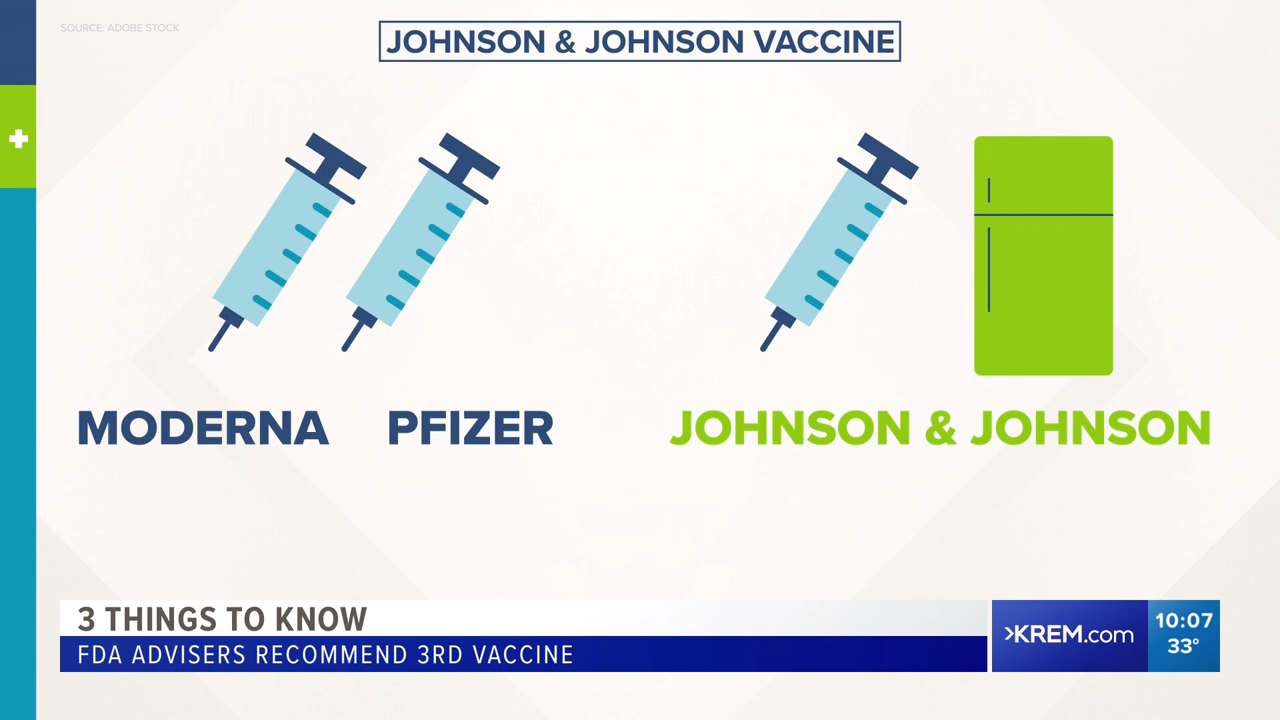 SOURCE: ADOBE STOCK
JOHNSON & JOHNSON VACCINE
MODERNA PFIZER JOHNSON & JOHNSON
3 THINGS TO KNOW
FDA ADVISERS RECOMMEND 3RD VACCINE
KREM.com
10:07
33°